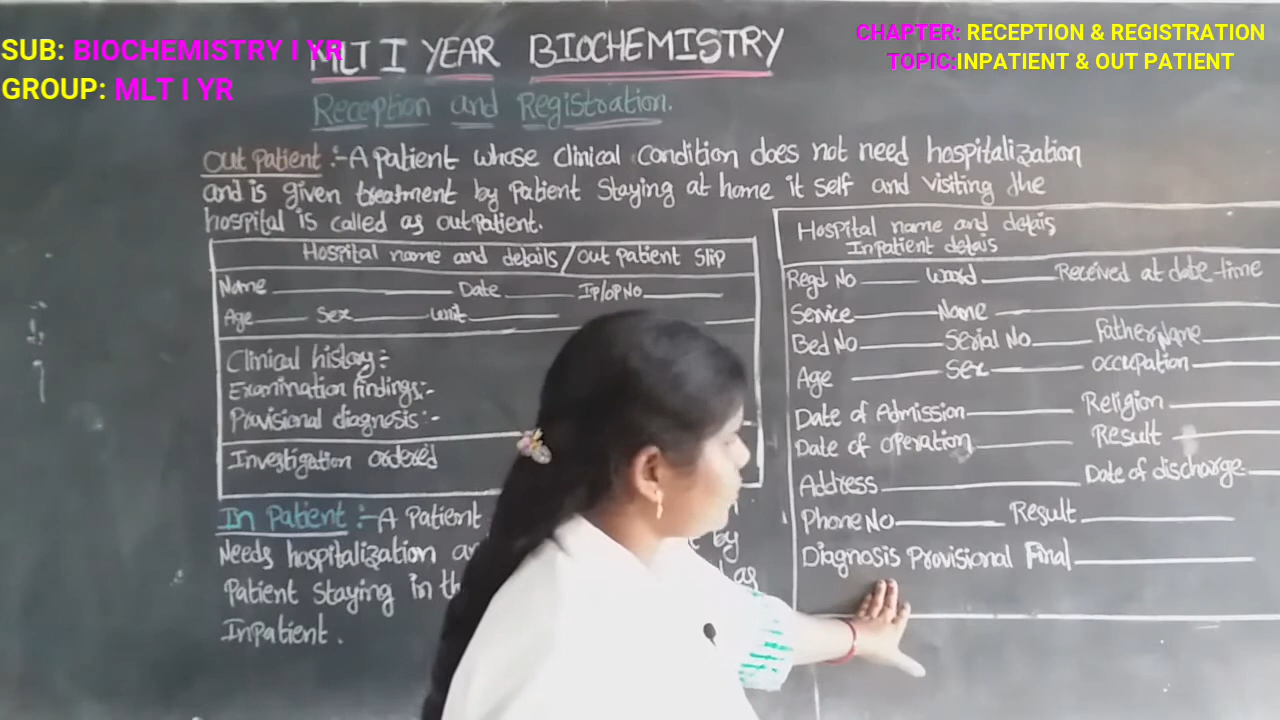 SUB: BIOCHEMISTRY I YR
GROUP: MLT I YR
CHAPTER: RECEPTION & REGISTRATION
TOPIC:INPATIENT & OUT PATIENT
MLT I YEAR BIOCHEMISTRY
Reception and Registration.
Out patient :- A patient whose clinical condition does not need hospitalization
and is given treatment by patient staying at home it self and visiting the
hospital is called as outpatient.
Hospital name and details/out patient slip
Name Date IP/OP NO
Age Sex Unit
Clinical history:-
Examination findings:-
Provisional diagnosis:-
Investigation ordered
In patient :- A patient
Needs hospitalization by
patient staying in as
Inpatient.
Hospital name and detais
Inpatient detais
Regd No Ward Received at date-time
Service Name
Bed No Serial No Father Name
Age Sex occupation
Date of Admission Religion
Date of operation Result
Address Date of discharge
Phone No Result
Diagnosis Provisional Final